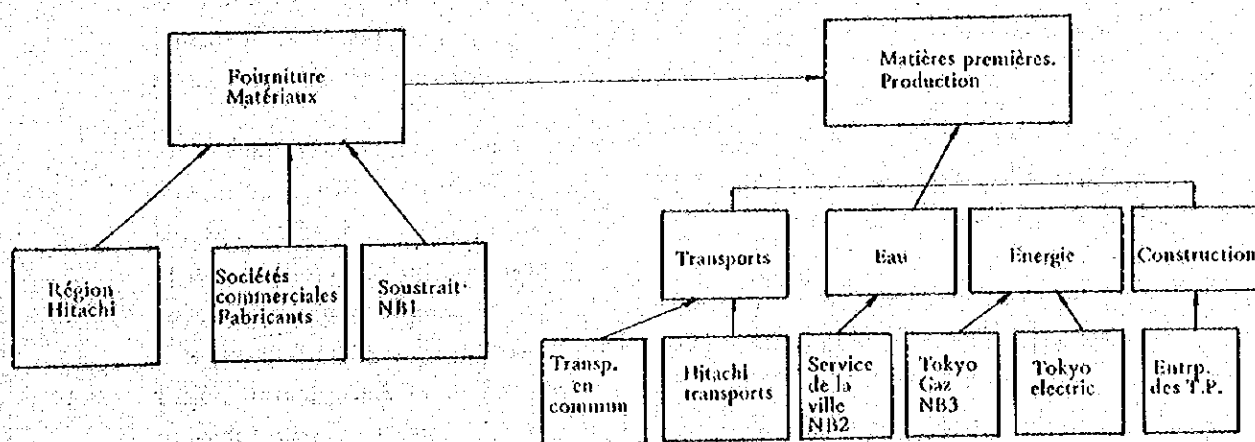 Fourniture
Matériaux
Matières premières.
Production
Région
Hitachi
Sociétés
commerciales
Fabricants
Soustrait·
NB1
Transports
Eau
Energie
Construction
Transp.
en
commun
Hitachi
transports
Service
de la
ville
NB2
Tokyo
Gaz
NB3
Tokyo
electric
Entrp.
des T.P.